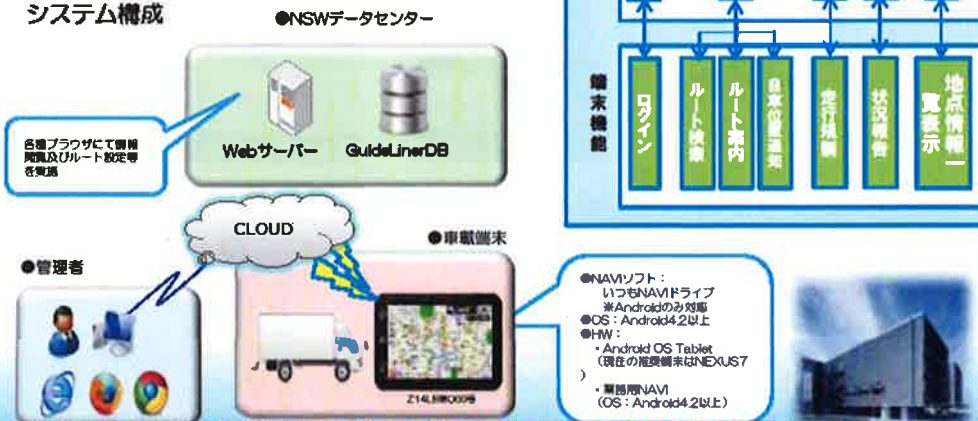 システム構成
●NSWデータセンター
Webサーバー
GuideLinerDB
各種ブラウザにて情報
閲覧及びルート設定等
を実施
CLOUD
●管理者
●車載端末
●NAVIソフト：
いつもNAVIドライブ
※Androidのみ対応
●OS：Android4.2以上
●HW：
・Android OS Tablet
（現在の推奨端末はNEXUS7
）
・業務用NAVI
（OS：Android4.2以上）
端末機能
ログイン
ルート検索
ルート案内
自車位置通知
走行規制
状況報告
地点情報一
覧表示